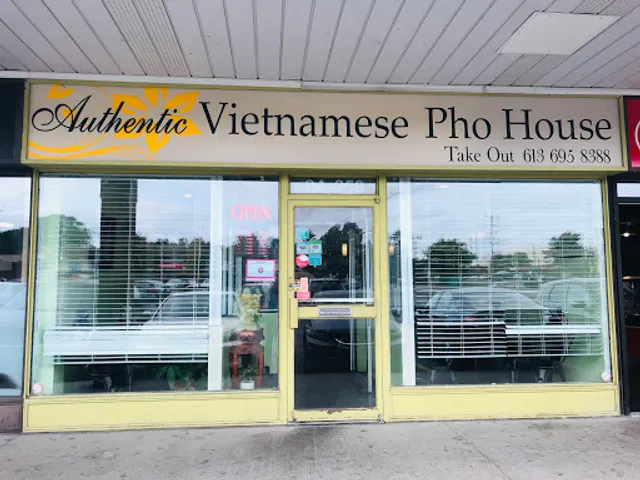 Authentic Vietnamese Pho House
Take Out 613 695 8388
OPEN